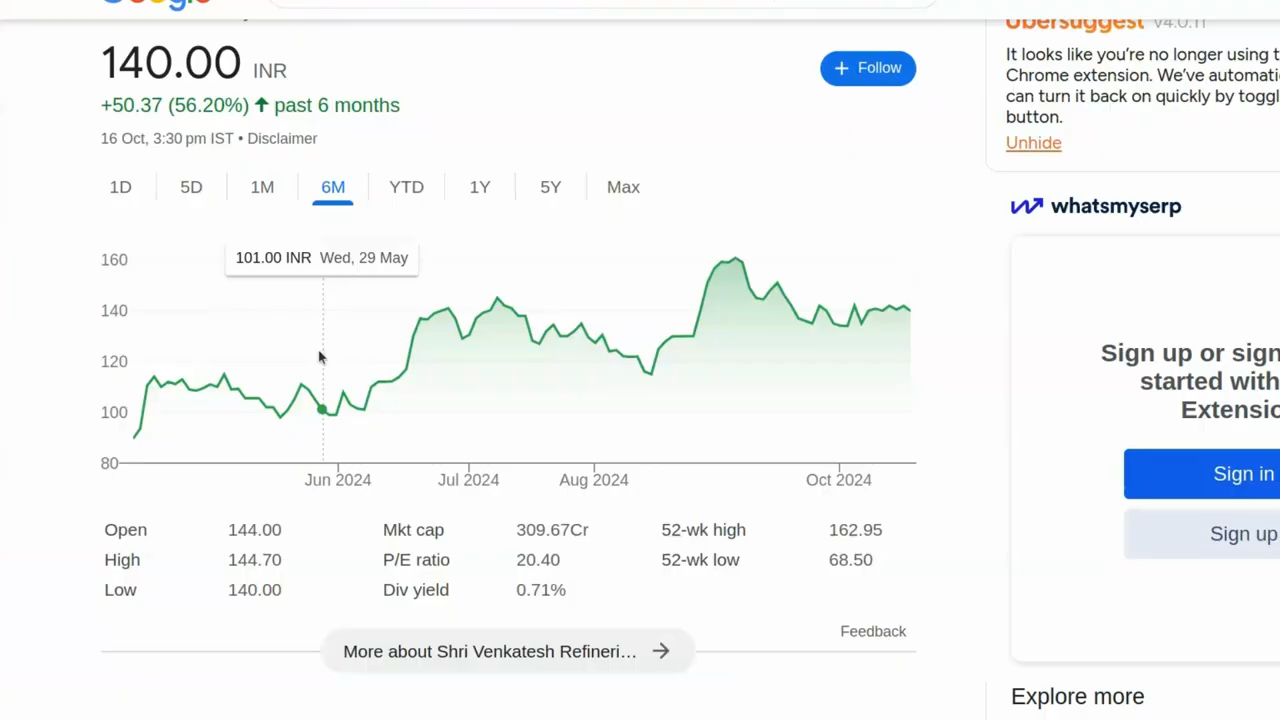 140.00 INR
+ Follow
+50.37 (56.20%) ↑ past 6 months
16 Oct, 3:30 pm IST • Disclaimer
1D 5D 1M 6M YTD 1Y 5Y Max
101.00 INR Wed, 29 May
160
140
120
100
80
Jun 2024 Jul 2024 Aug 2024 Oct 2024
Open 144.00 Mkt cap 309.67Cr 52-wk high 162.95
High 144.70 P/E ratio 20.40 52-wk low 68.50
Low 140.00 Div yield 0.71%
Feedback
More about Shri Venkatesh Refineri… →
Ubersuggest v4.0.11
It looks like you’re no longer using t
Chrome extension. We’ve automati
can turn it back on quickly by toggl
button.
Unhide
whatsmyserp
Sign up or sign
started with
Extensio
Sign in
Sign up
Explore more